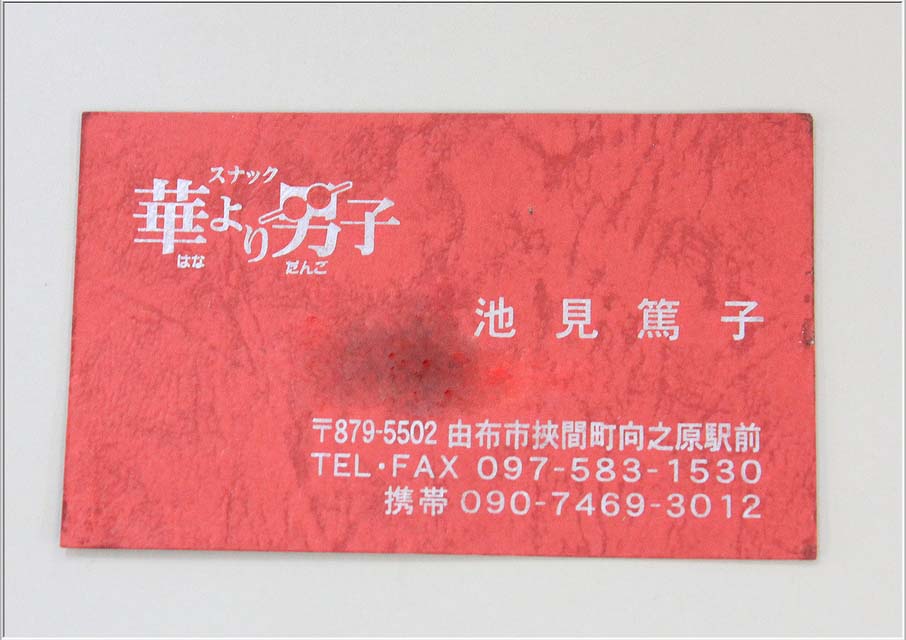 スナック
華より男子
はな だんご
池見篤子
〒879-5502 由布市挾間町向之原駅前
TEL・FAX 097-583-1530
携帯 090-7469-3012